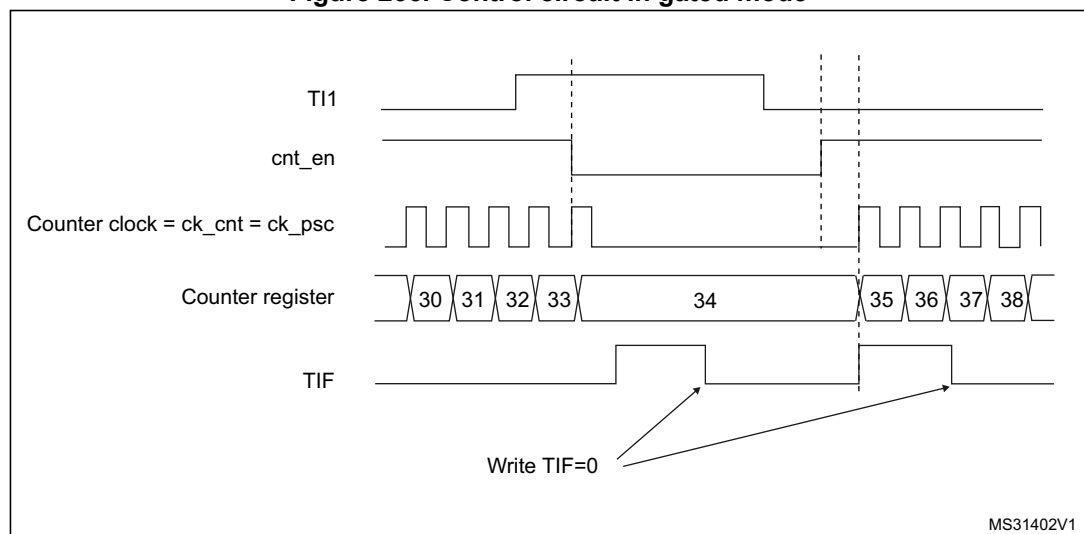 TI1
cnt_en
Counter clock = ck_cnt = ck_psc
Counter register 30 31 32 33 34 35 36 37 38
TIF
Write TIF=0
MS31402V1